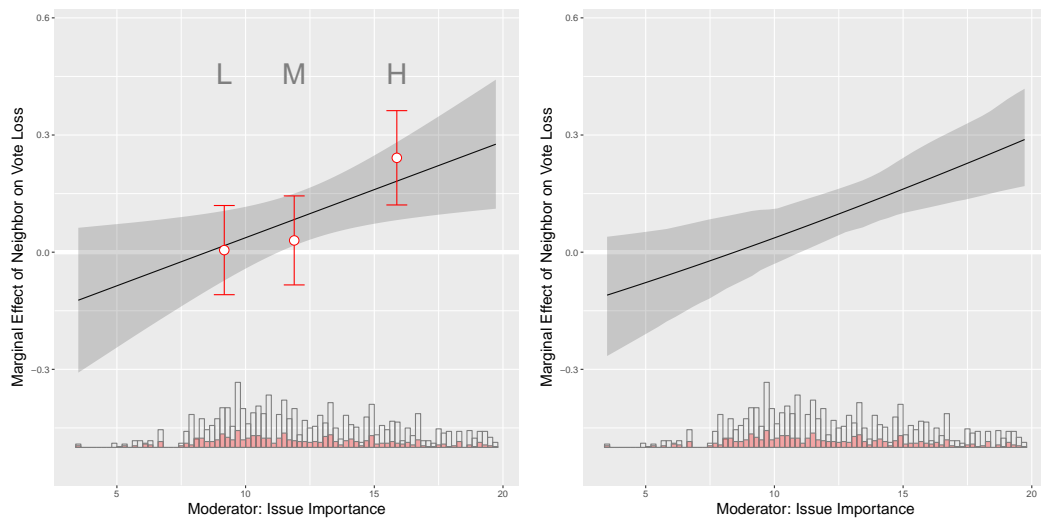 0.6
0.3
0.0
−0.3
Marginal Effect of Neighbor on Vote Loss
L M H
5 10 15 20
Moderator: Issue Importance
0.6
0.3
0.0
−0.3
Marginal Effect of Neighbor on Vote Loss
5 10 15 20
Moderator: Issue Importance